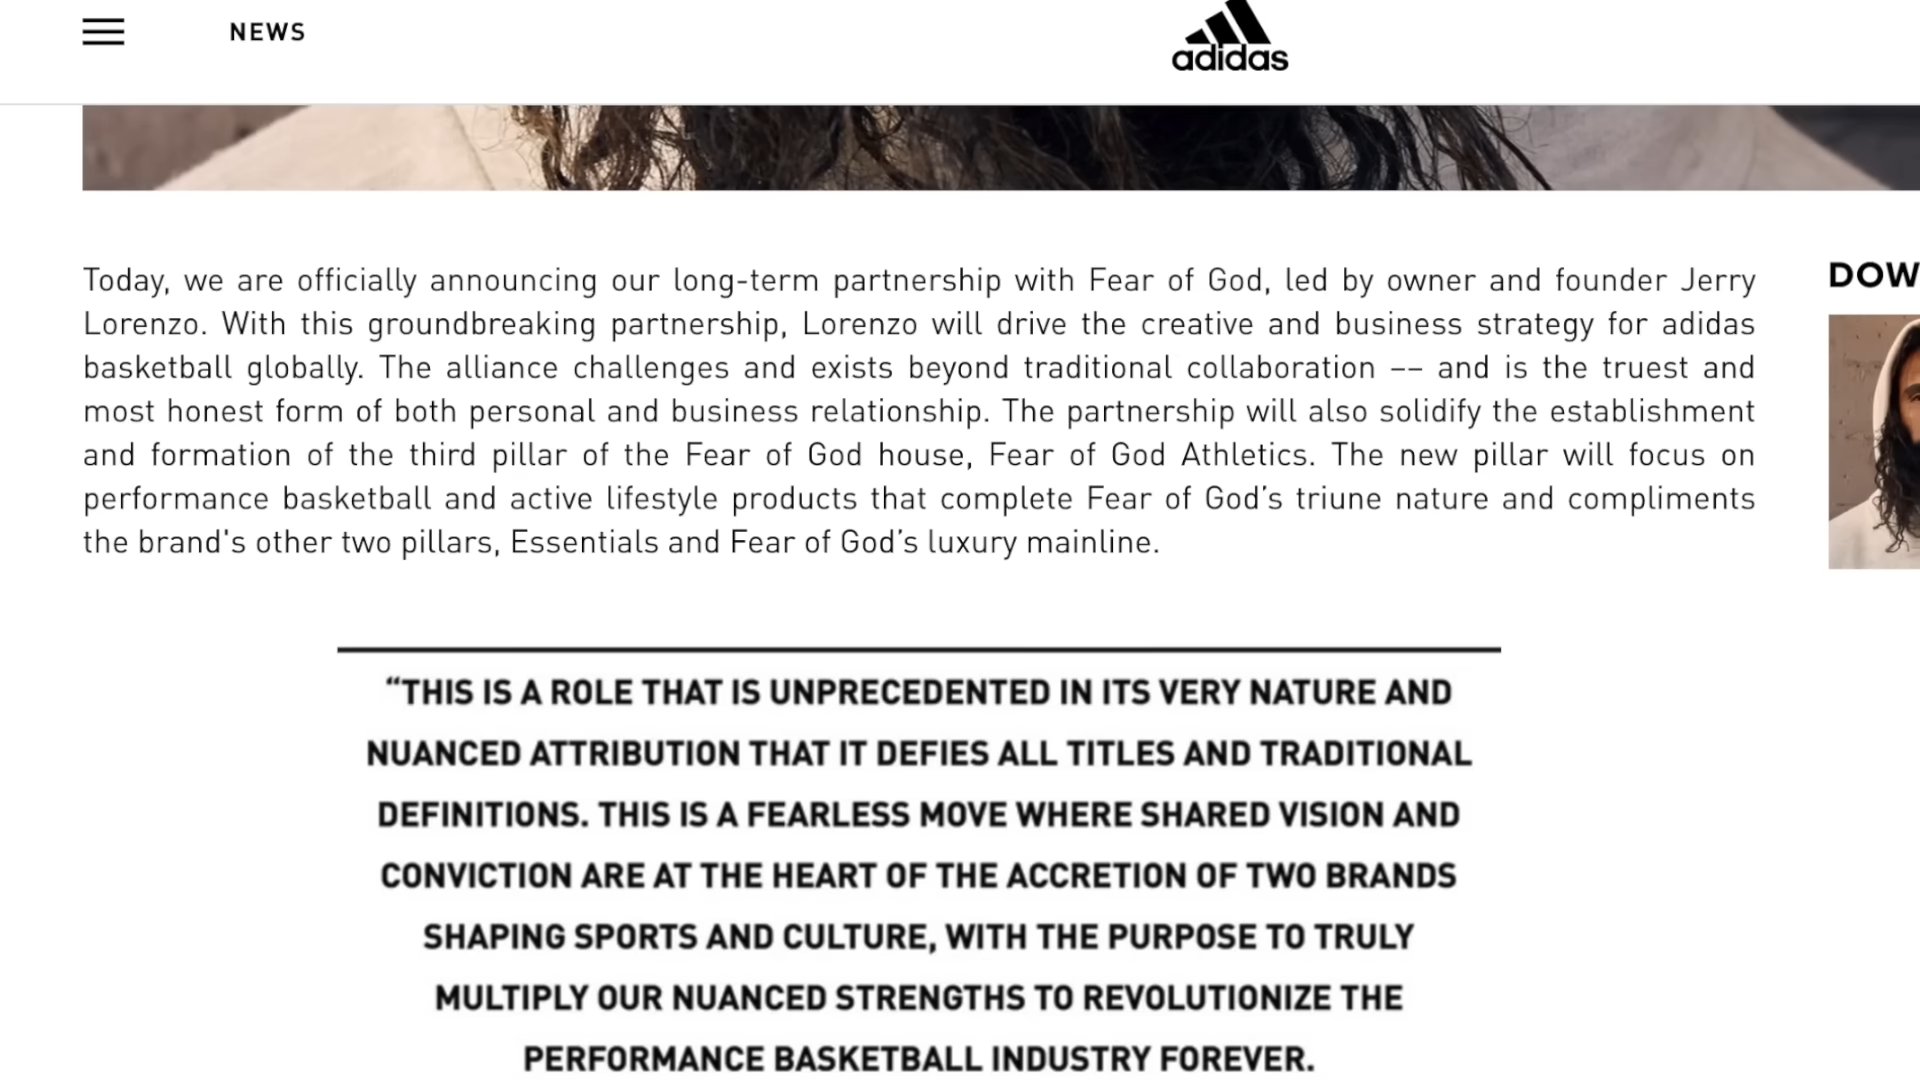 NEWS
adidas
Today, we are officially announcing our long-term partnership with Fear of God, led by owner and founder Jerry
Lorenzo. With this groundbreaking partnership, Lorenzo will drive the creative and business strategy for adidas
basketball globally. The alliance challenges and exists beyond traditional collaboration –– and is the truest and
most honest form of both personal and business relationship. The partnership will also solidify the establishment
and formation of the third pillar of the Fear of God house, Fear of God Athletics. The new pillar will focus on
performance basketball and active lifestyle products that complete Fear of God’s triune nature and compliments
the brand's other two pillars, Essentials and Fear of God’s luxury mainline.
DOW
“THIS IS A ROLE THAT IS UNPRECEDENTED IN ITS VERY NATURE AND
NUANCED ATTRIBUTION THAT IT DEFIES ALL TITLES AND TRADITIONAL
DEFINITIONS. THIS IS A FEARLESS MOVE WHERE SHARED VISION AND
CONVICTION ARE AT THE HEART OF THE ACCRETION OF TWO BRANDS
SHAPING SPORTS AND CULTURE, WITH THE PURPOSE TO TRULY
MULTIPLY OUR NUANCED STRENGTHS TO REVOLUTIONIZE THE
PERFORMANCE BASKETBALL INDUSTRY FOREVER.